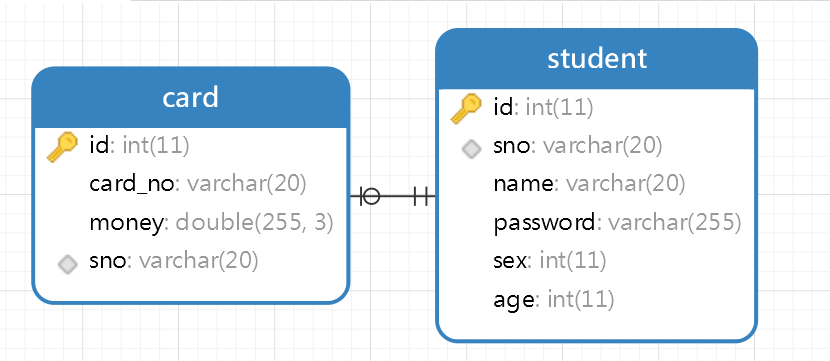 card
id: int(11)
card_no: varchar(20)
money: double(255, 3)
sno: varchar(20)
student
id: int(11)
sno: varchar(20)
name: varchar(20)
password: varchar(255)
sex: int(11)
age: int(11)